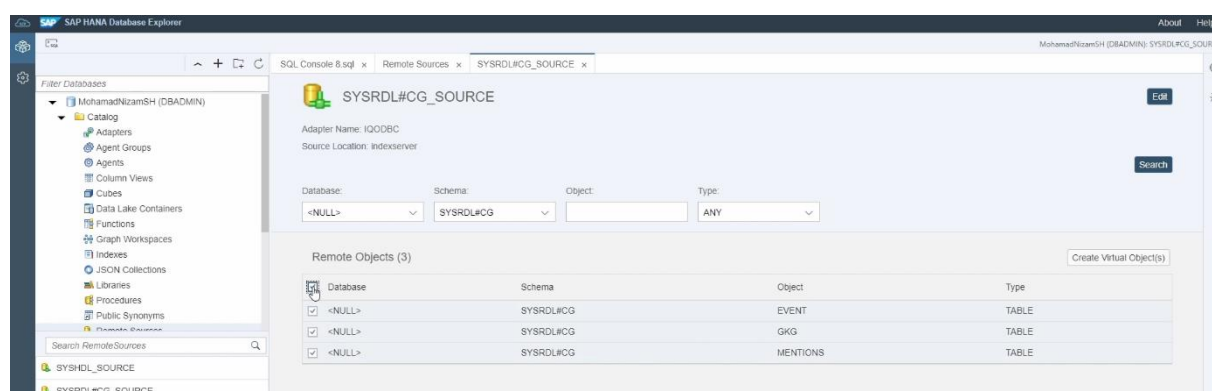 SAP SAP HANA Database Explorer About Help
MohamadNizamSH (DBADMIN): SYSRDL#CG_SOUR
SQL Console 8.sql × Remote Sources × SYSRDL#CG_SOURCE ×
Filter Databases
MohamadNizamSH (DBADMIN)
Catalog
Adapters
Agent Groups
Agents
Column Views
Cubes
Data Lake Containers
Functions
Graph Workspaces
Indexes
JSON Collections
Libraries
Procedures
Public Synonyms
Remote Sources
Search RemoteSources
SYSHDL_SOURCE
SYSRDL#CG_SOURCE
SYSRDL#CG_SOURCE Edit
Adapter Name: IQODBC
Source Location: indexserver
Search
Database: Schema: Object: Type:
<NULL> SYSRDL#CG ANY
Remote Objects (3) Create Virtual Object(s)
Database Schema Object Type
<NULL> SYSRDL#CG EVENT TABLE
<NULL> SYSRDL#CG GKG TABLE
<NULL> SYSRDL#CG MENTIONS TABLE